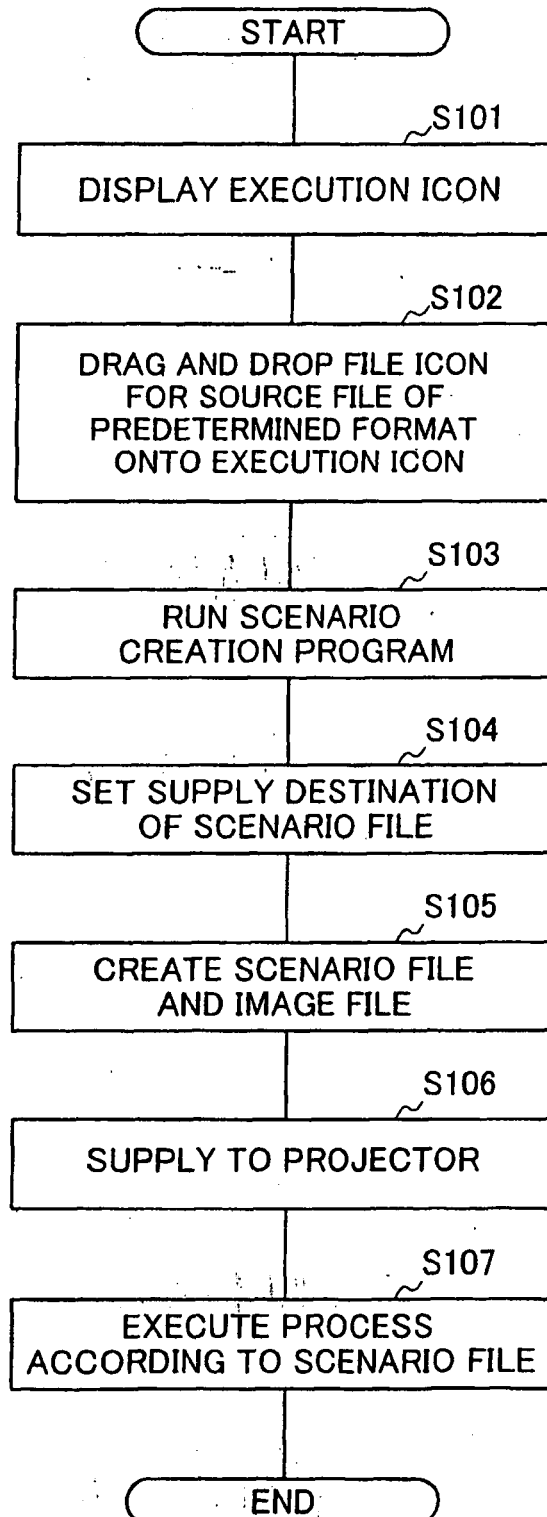 START
S101
DISPLAY EXECUTION ICON
S102
DRAG AND DROP FILE ICON
FOR SOURCE FILE OF
PREDETERMINED FORMAT
ONTO EXECUTION ICON
S103
RUN SCENARIO
CREATION PROGRAM
S104
SET SUPPLY DESTINATION
OF SCENARIO FILE
S105
CREATE SCENARIO FILE
AND IMAGE FILE
S106
SUPPLY TO PROJECTOR
S107
EXECUTE PROCESS
ACCORDING TO SCENARIO FILE
END